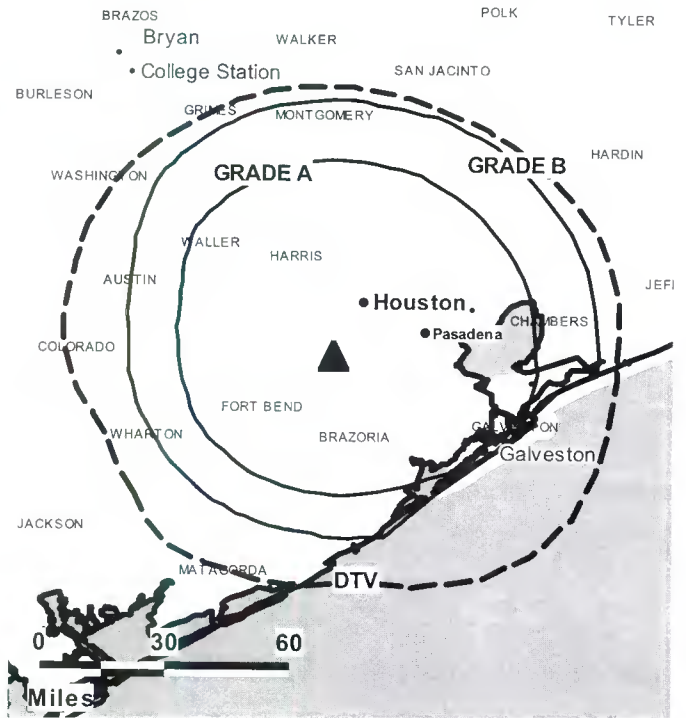 BRAZOS
POLK
TYLER
Bryan
WALKER
College Station
SAN JACINTO
BURLESON
GRIMES
MONTGOMERY
HARDIN
GRADE B
WASHINGTON
GRADE A
WALLER
HARRIS
AUSTIN
JEFI
Houston
CHAMBERS
Pasadena
COLORADO
FORT BEND
GALVESTON
WHARTON
BRAZORIA
Galveston
JACKSON
MATAGORDA
DTV
0 30 60
Miles